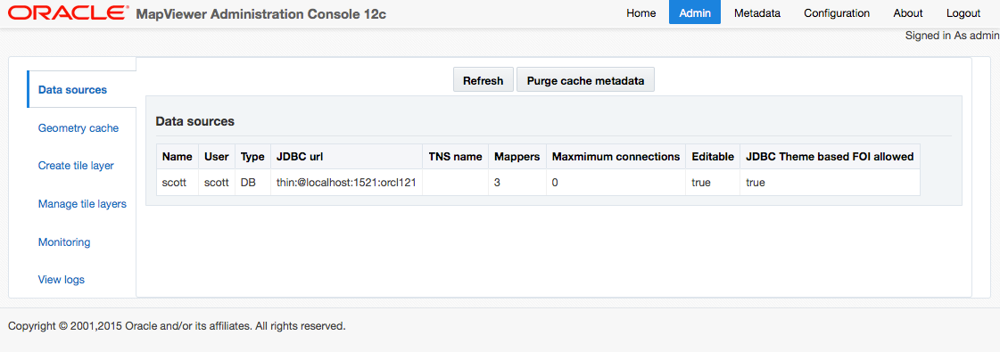 ORACLE MapViewer Administration Console 12c Home Admin Metadata Configuration About Logout
Signed in As admin
Refresh Purge cache metadata
Data sources
Geometry cache
Create tile layer
Manage tile layers
Monitoring
View logs
Data sources
Name User Type JDBC url TNS name Mappers Maxmimum connections Editable JDBC Theme based FOI allowed
scott scott DB thin:@localhost:1521:orcl121 3 0 true true
Copyright © 2001,2015 Oracle and/or its affiliates. All rights reserved.